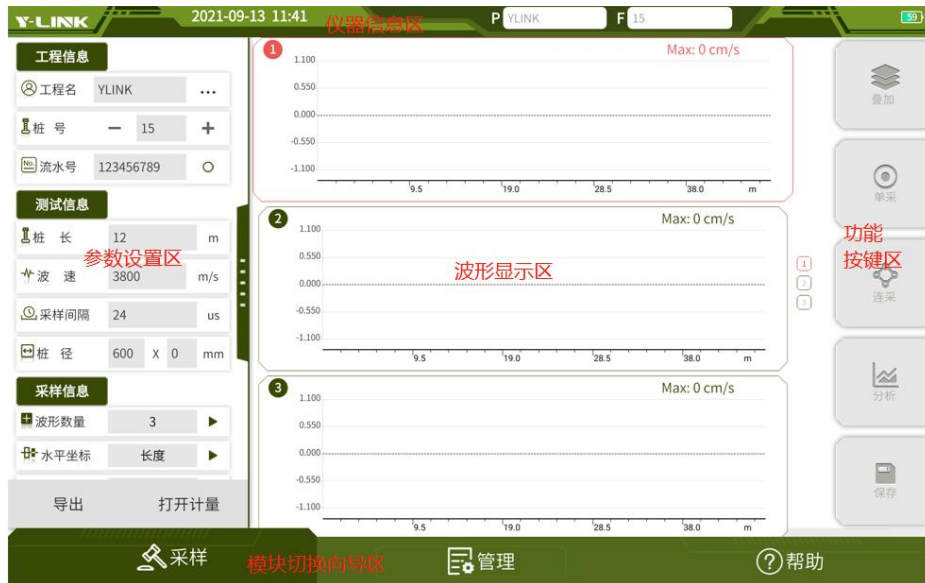 Y-LINK 2021-09-13 11:41 仪器信息区 P YLINK F 15 59
工程信息
工程名 YLINK ...
桩 号 — 15 +
No. 流水号 123456789
测试信息
桩 长 12 m
参数设置区
波 速 3800 m/s
采样间隔 24 us
桩 径 600 X 0 mm
采样信息
波形数量 3
水平坐标 长度
导出 打开计量
1 Max: 0 cm/s
1.100
0.550
0.000
-0.550
-1.100
9.5 19.0 28.5 38.0 m
2 Max: 0 cm/s
1.100
0.550
波形显示区
0.000
-0.550
-1.100
9.5 19.0 28.5 38.0 m
3 Max: 0 cm/s
1.100
0.550
0.000
-0.550
-1.100
9.5 19.0 28.5 38.0 m
1
2
3
叠加
单采
功能
按键区
连采
分析
保存
采样 模块切换向导区 管理 ?帮助